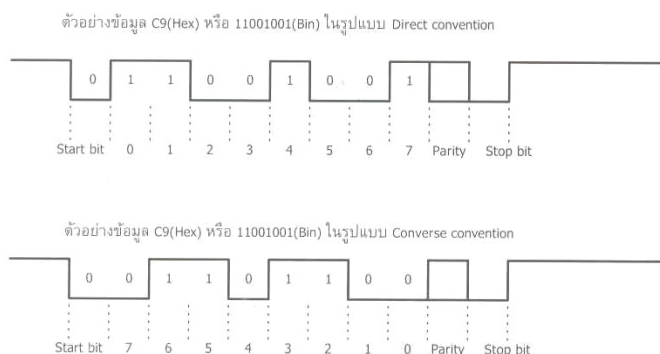 ตัวอย่างข้อมูล C9(Hex) หรือ 11001001(Bin) ในรูปแบบ Direct convention
0 1 1 0 0 1 0 0 1
Start bit 0 1 2 3 4 5 6 7 Parity Stop bit
ตัวอย่างข้อมูล C9(Hex) หรือ 11001001(Bin) ในรูปแบบ Converse convention
0 0 1 1 0 1 1 0 0
Start bit 7 6 5 4 3 2 1 0 Parity Stop bit